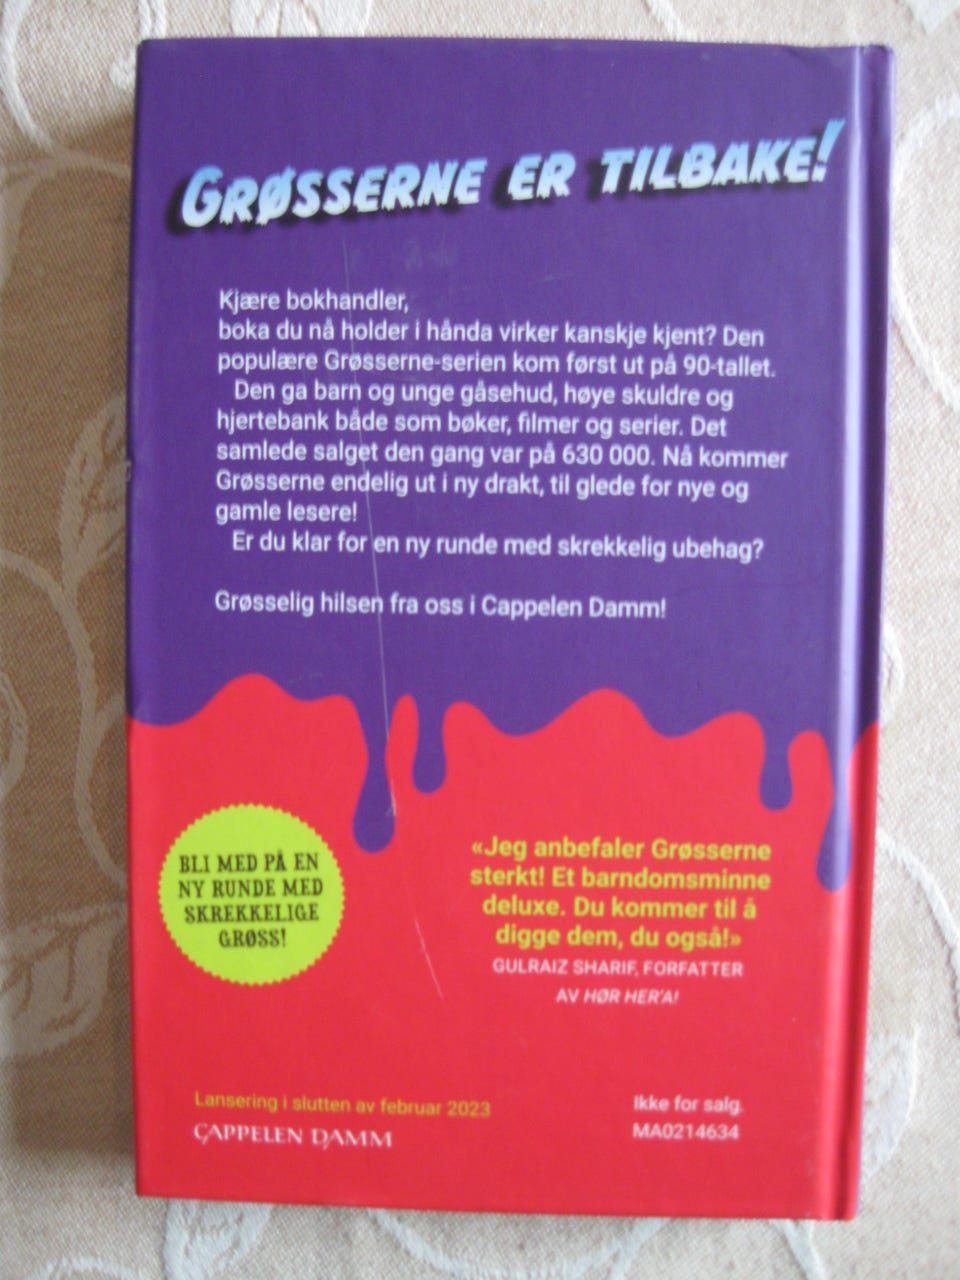 GRØSSERNE ER TILBAKE!
Kjære bokhandler,
boka du nå holder i hånda virker kanskje kjent? Den
populære Grøsserne-serien kom først ut på 90-tallet.
Den ga barn og unge gåsehud, høye skuldre og
hjertebank både som bøker, filmer og serier. Det
samlede salget den gang var på 630 000. Nå kommer
Grøsserne endelig ut i ny drakt, til glede for nye og
gamle lesere!
Er du klar for en ny runde med skrekkelig ubehag?
Grøsselig hilsen fra oss i Cappelen Damm!
BLI MED PÅ EN
NY RUNDE MED
SKREKKELIGE
GRØSS!
«Jeg anbefaler Grøsserne
sterkt! Et barndomsminne
deluxe. Du kommer til å
digge dem, du også!»
GULRAIZ SHARIF, FORFATTER
AV HØR HER'A!
Lansering i slutten av februar 2023
CAPPELEN DAMM
Ikke for salg.
MA0214634